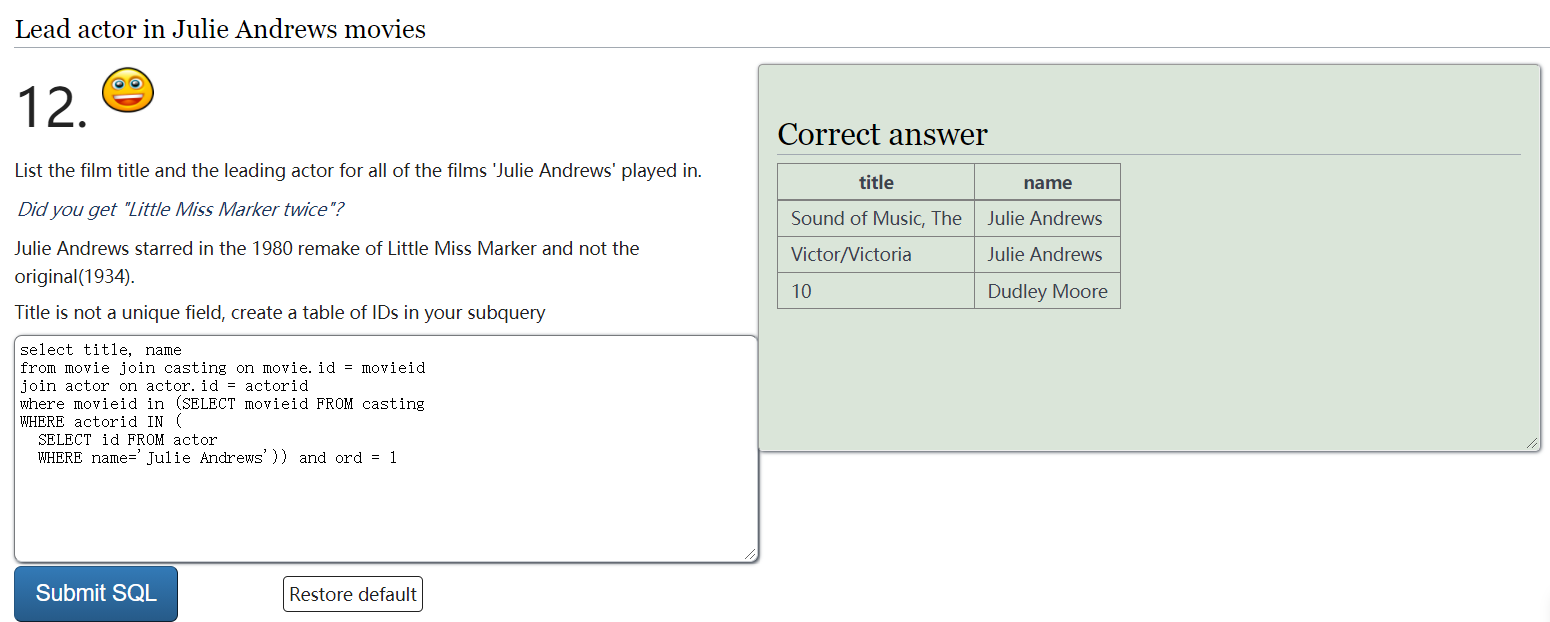 Lead actor in Julie Andrews movies
12.
List the film title and the leading actor for all of the films 'Julie Andrews' played in.
Did you get "Little Miss Marker twice"?
Julie Andrews starred in the 1980 remake of Little Miss Marker and not the
original(1934).
Title is not a unique field, create a table of IDs in your subquery
select title, name
from movie join casting on movie.id = movieid
join actor on actor.id = actorid
where movieid in (SELECT movieid FROM casting
WHERE actorid IN (
  SELECT id FROM actor
  WHERE name='Julie Andrews')) and ord = 1
Submit SQL
Restore default
Correct answer
title name
Sound of Music, The Julie Andrews
Victor/Victoria Julie Andrews
10 Dudley Moore